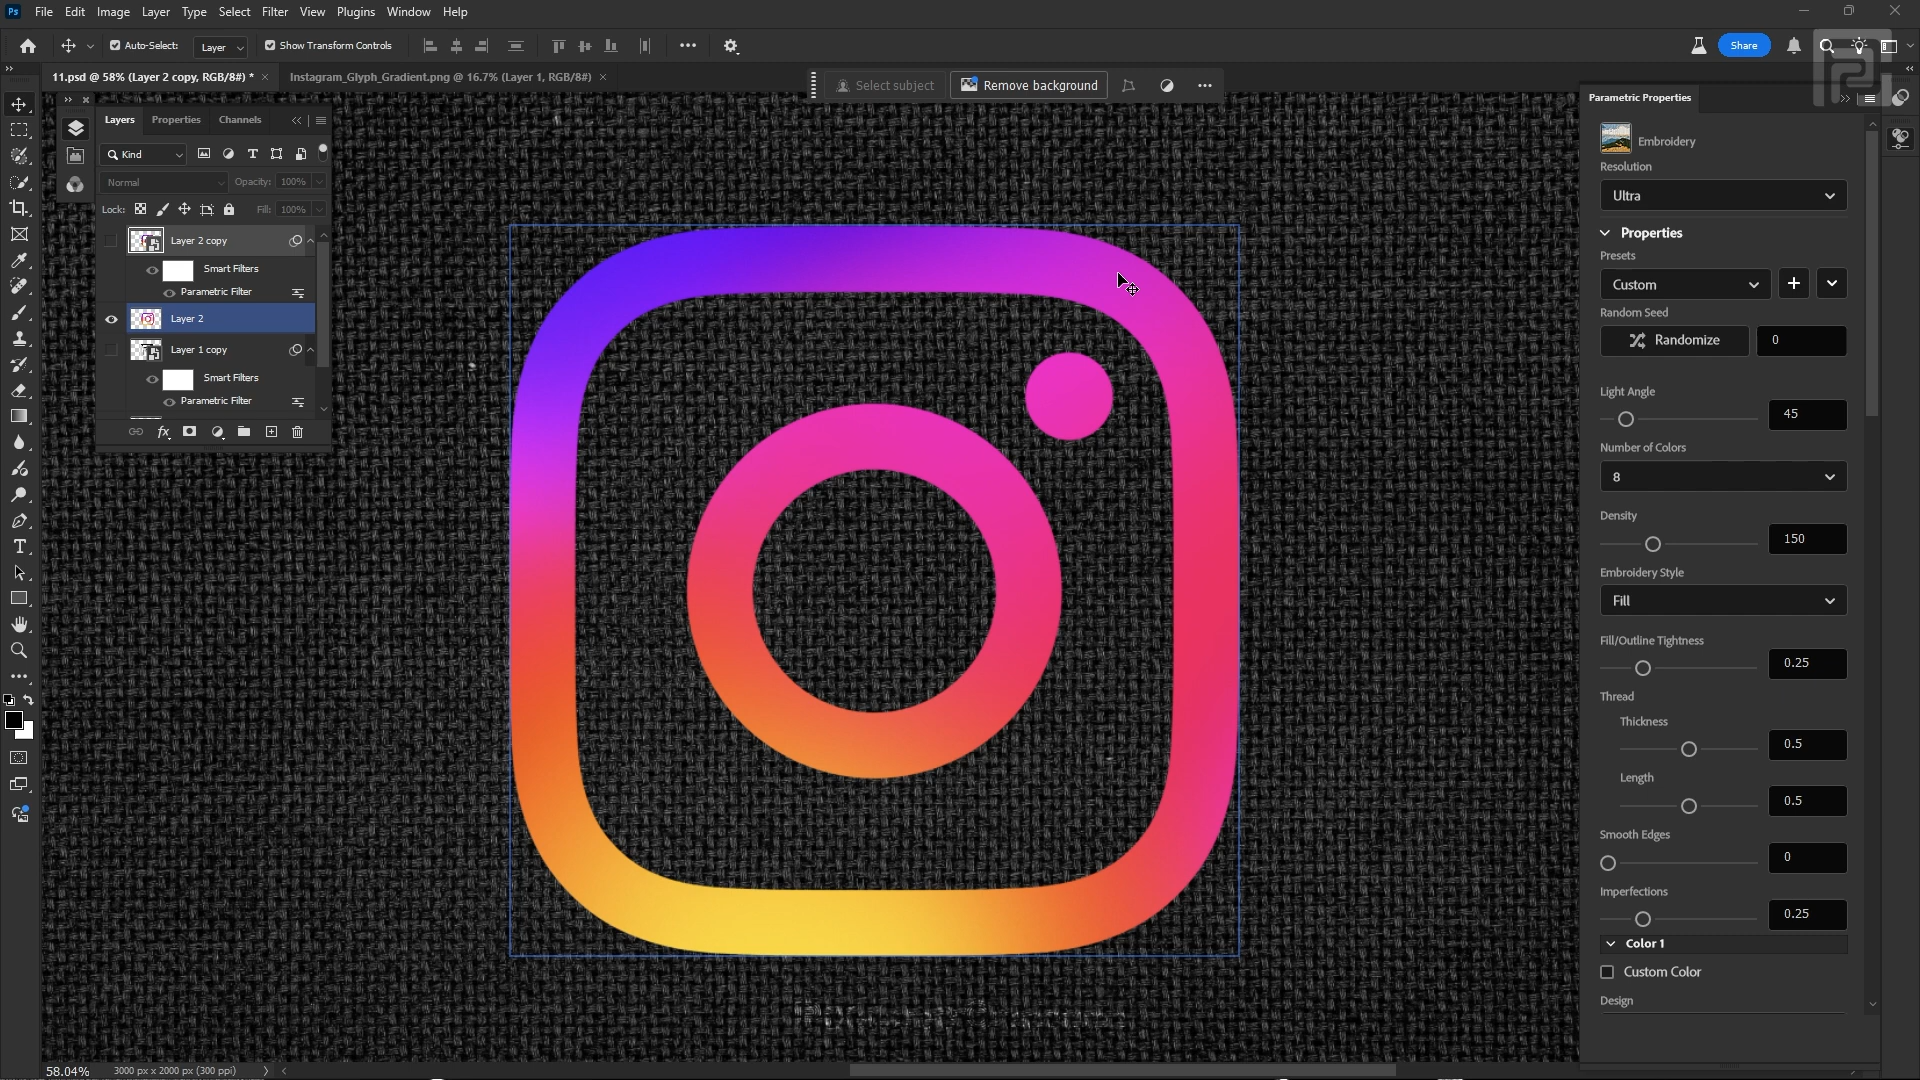 Ps File Edit Image Layer Type Select Filter View Plugins Window Help
Auto-Select: Layer Show Transform Controls Share
11.psd @ 58% (Layer 2 copy, RGB/8#) * × Instagram_Glyph_Gradient.png @ 16.7% (Layer 1, RGB/8#) ×
Select subject Remove background
Layers Properties Channels
Kind
Normal Opacity: 100%
Lock: Fill: 100%
Layer 2 copy
Smart Filters
Parametric Filter
Layer 2
Layer 1 copy
Smart Filters
Parametric Filter
fx
Parametric Properties
Embroidery
Resolution
Ultra
Properties
Presets
Custom
Random Seed
Randomize 0
Light Angle
45
Number of Colors
8
Density
150
Embroidery Style
Fill
Fill/Outline Tightness
0.25
Thread
Thickness
0.5
Length
0.5
Smooth Edges
0
Imperfections
0.25
Color 1
Custom Color
Design
58.04% 3000 px x 2000 px (300 ppi)